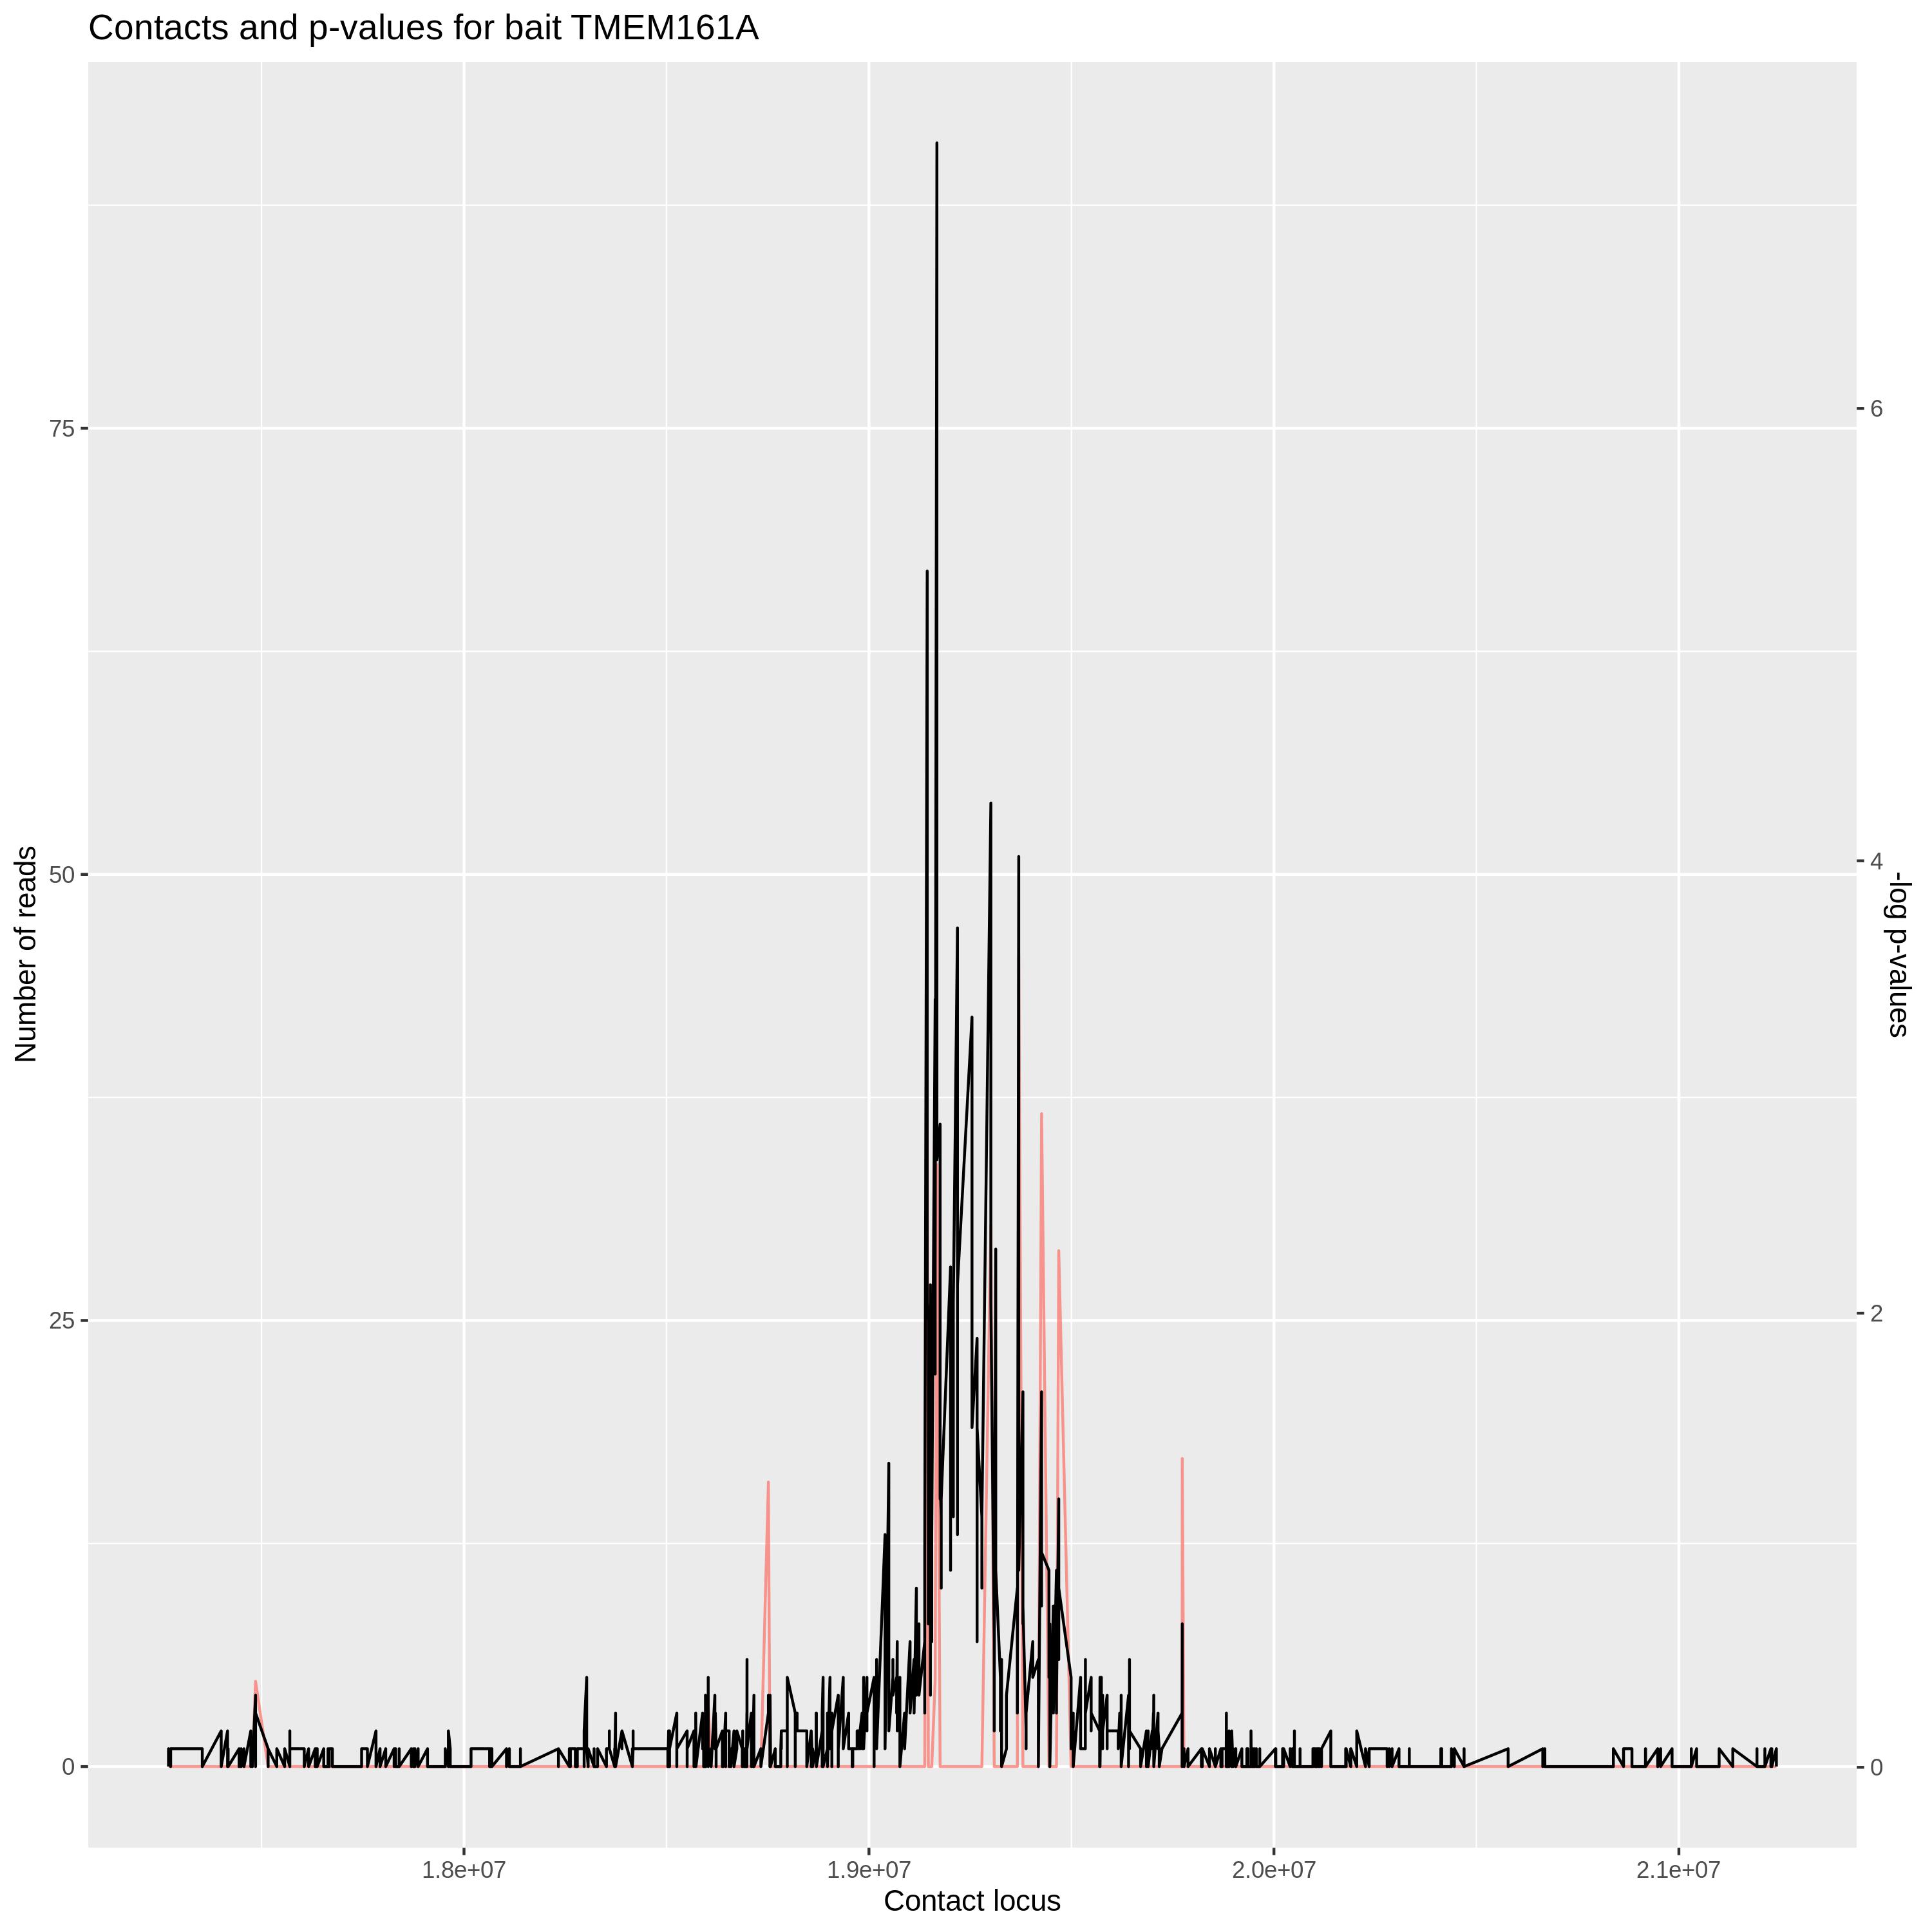 Contacts and p-values for bait TMEM161A
75
50
25
0
6
4
2
0
Number of reads
-log p-values
1.8e+07 1.9e+07 2.0e+07 2.1e+07
Contact locus